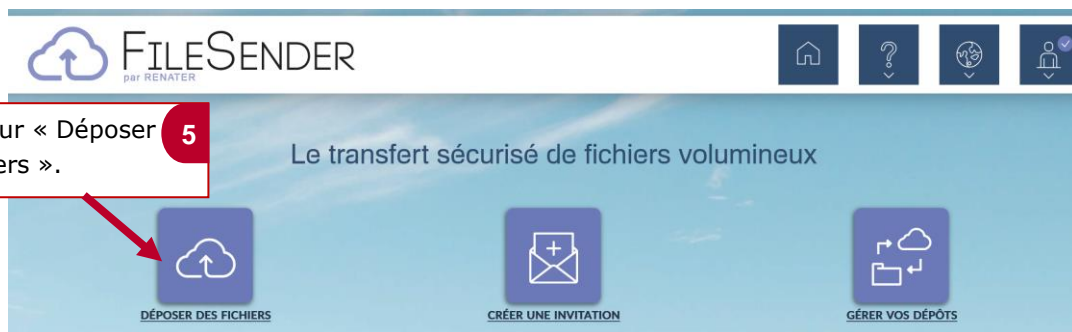 FILESENDER
par RENATER
ur « Déposer
ers ».
5
Le transfert sécurisé de fichiers volumineux
DÉPOSER DES FICHIERS
CRÉER UNE INVITATION
GÉRER VOS DÉPÔTS